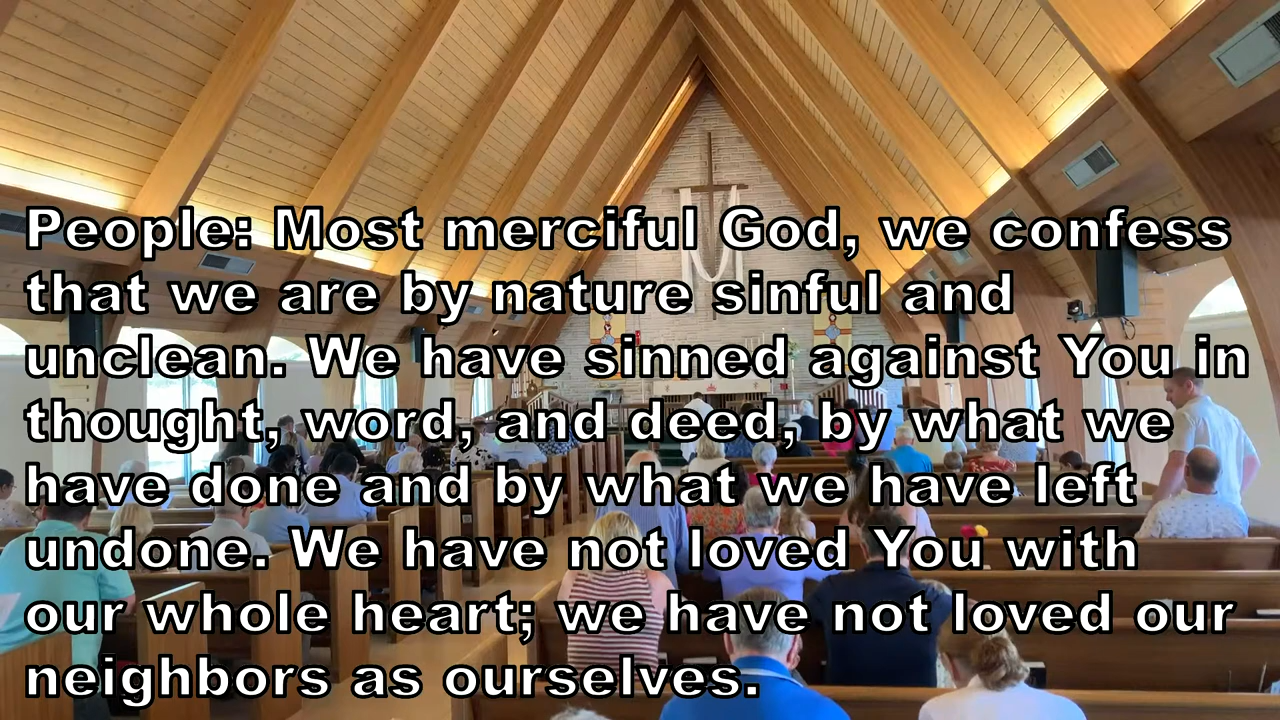 People: Most merciful God, we confess
that we are by nature sinful and
unclean. We have sinned against You in
thought, word, and deed, by what we
have done and by what we have left
undone. We have not loved You with
our whole heart; we have not loved our
neighbors as ourselves.